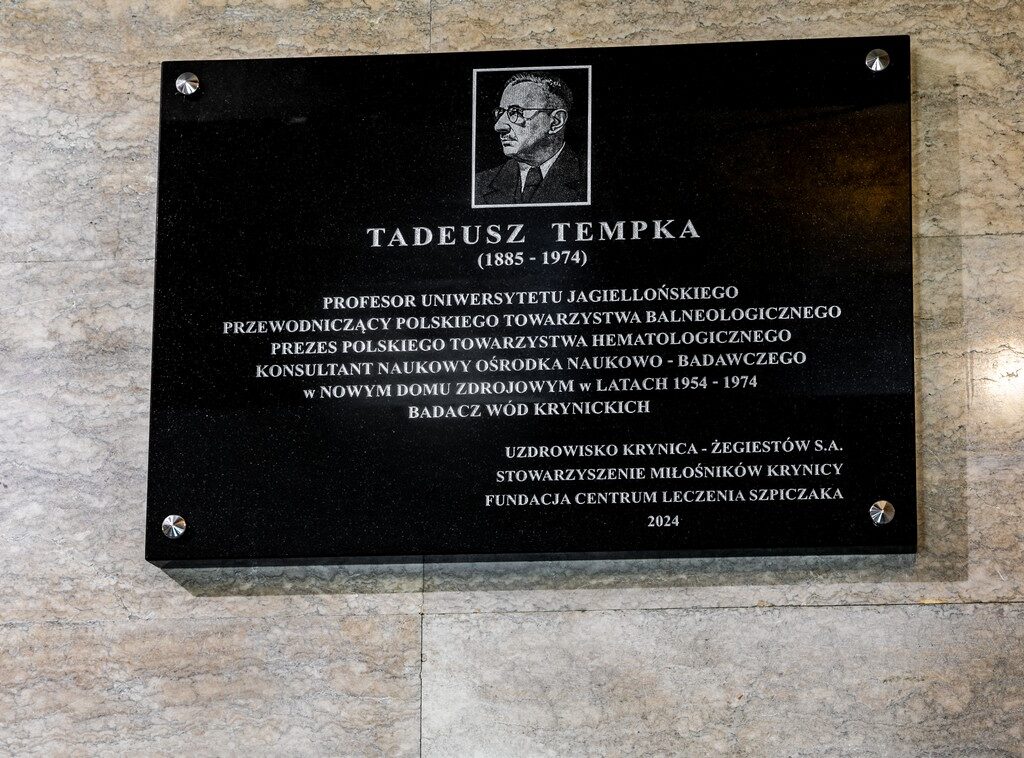 TADEUSZ TEMPKA
(1885 - 1974)
PROFESOR UNIWERSYTETU JAGIELLOŃSKIEGO
PRZEWODNICZĄCY POLSKIEGO TOWARZYSTWA BALNEOLOGICZNEGO
PREZES POLSKIEGO TOWARZYSTWA HEMATOLOGICZNEGO
KONSULTANT NAUKOWY OŚRODKA NAUKOWO - BADAWCZEGO
w NOWYM DOMU ZDROJOWYM w LATACH 1954 - 1974
BADACZ WÓD KRYNICKICH
UZDROWISKO KRYNICA - ŻEGIESTÓW S.A.
STOWARZYSZENIE MIŁOŚNIKÓW KRYNICY
FUNDACJA CENTRUM LECZENIA SZPICZAKA
2024